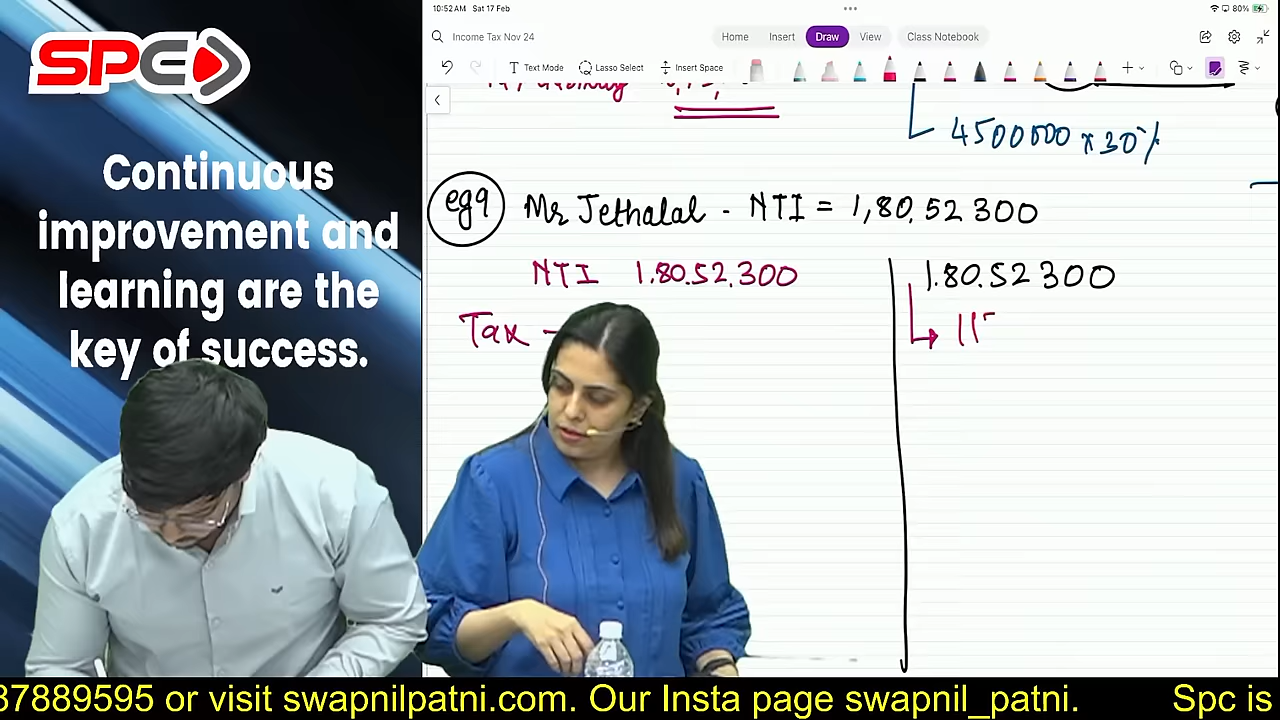 SPC
Continuous
improvement and
learning are the
key of success.
10:52 AM Sat 17 Feb
80%
Income Tax Nov 24
Home Insert Draw View Class Notebook
Text Mode Lasso Select Insert Space
4500000 x 30%
eg 9 Mr Jethalal - NTI = 1,80,52 300
NTI 1.80.52.300
1.80.52 300
Tax -
37889595 or visit swapnilpatni.com. Our Insta page swapnil_patni. Spc is